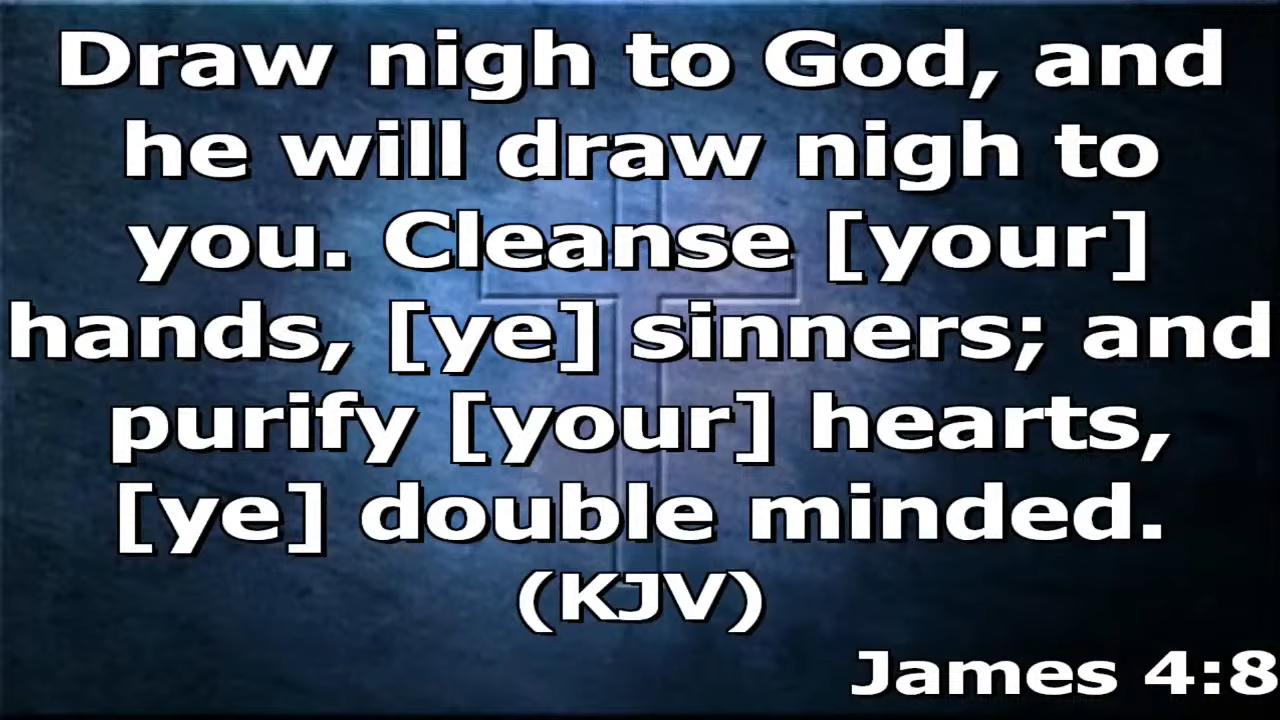 Draw nigh to God, and
he will draw nigh to
you. Cleanse [your]
hands, [ye] sinners; and
purify [your] hearts,
[ye] double minded.
(KJV)
James 4:8